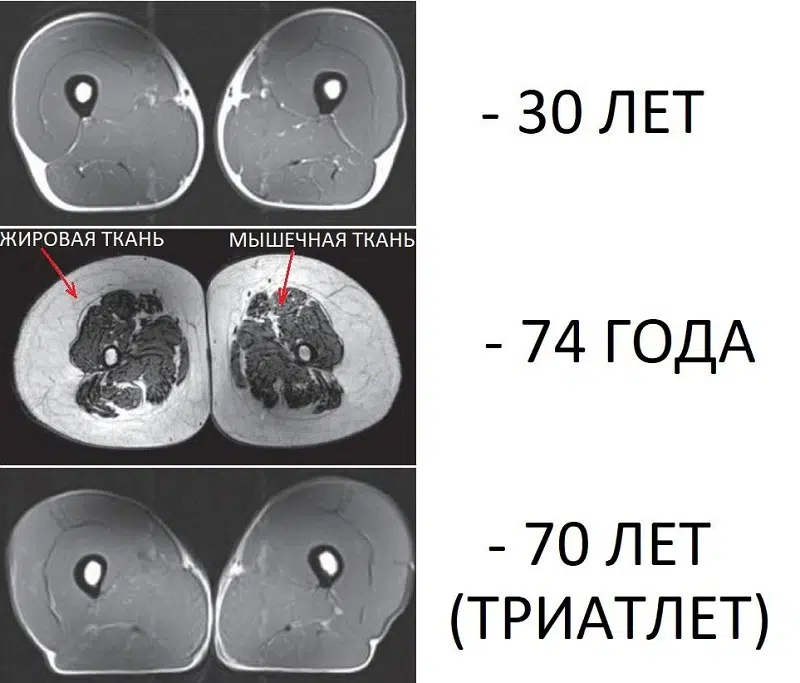 - 30 ЛЕТ
ЖИРОВАЯ ТКАНЬ
МЫШЕЧНАЯ ТКАНЬ
- 74 ГОДА
- 70 ЛЕТ
(ТРИАТЛЕТ)